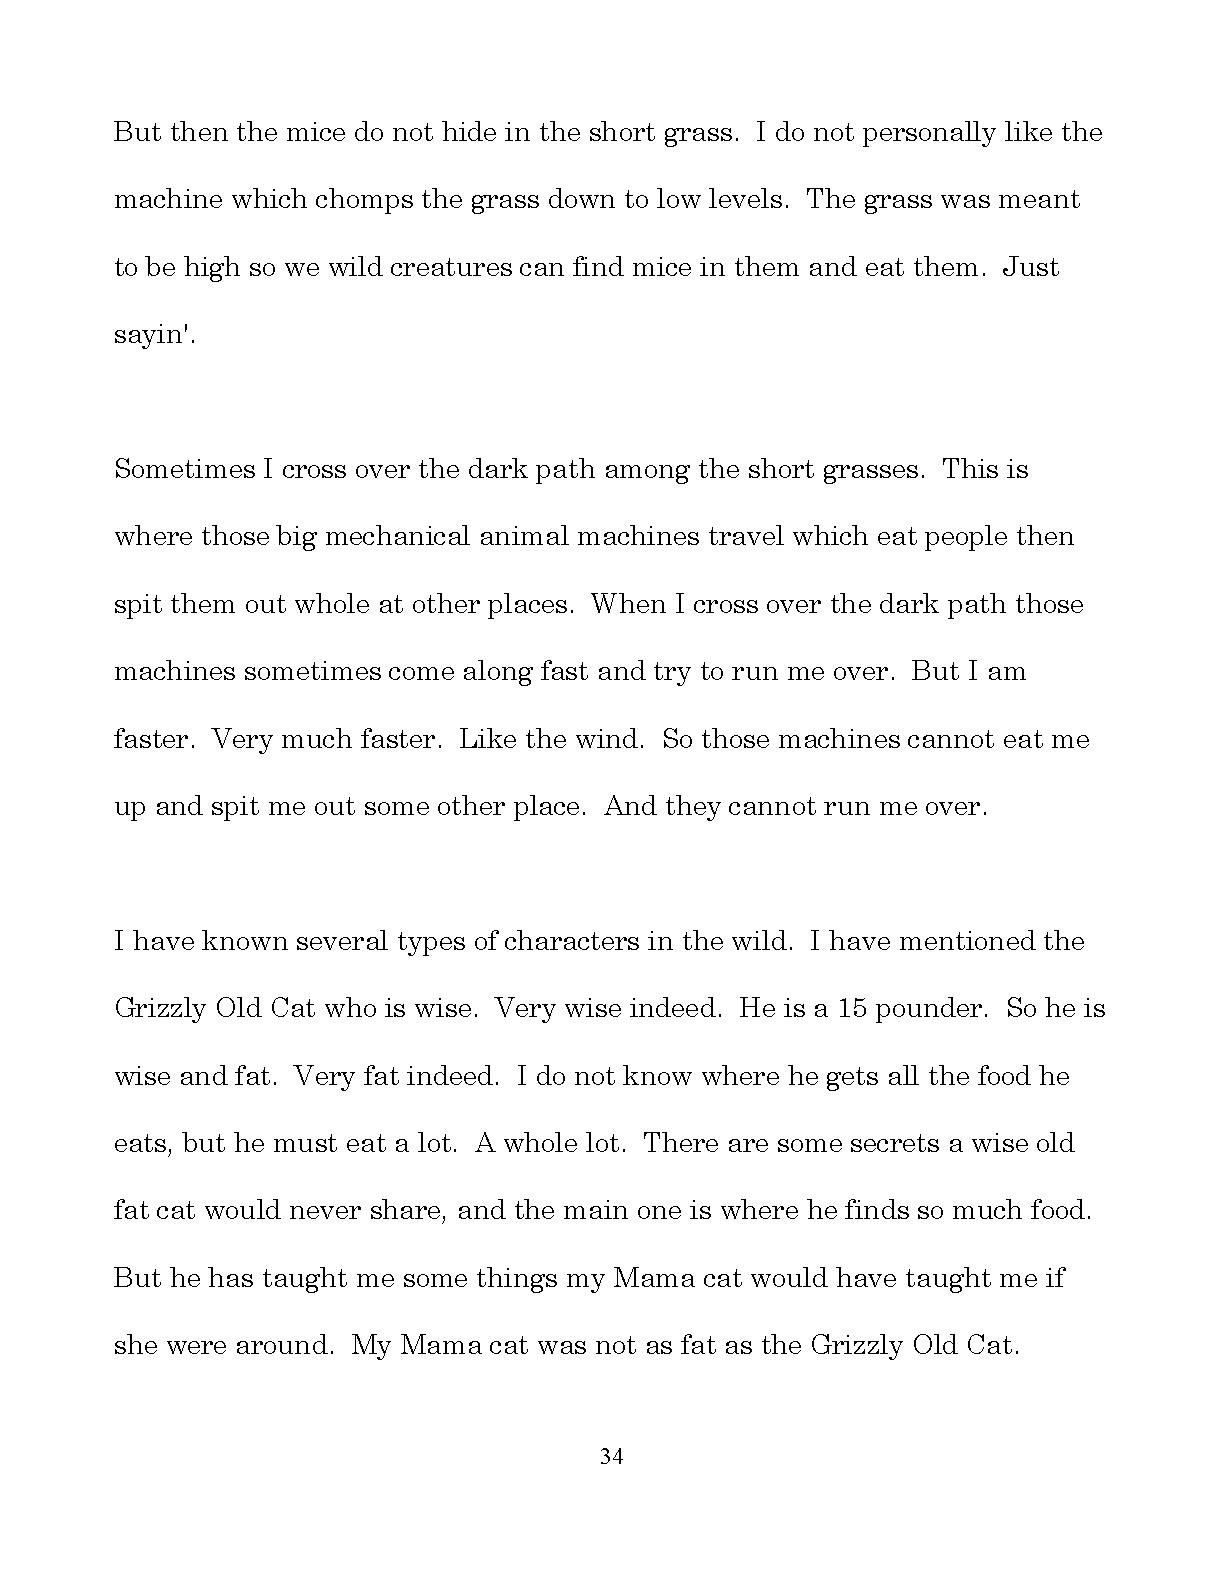 But then the mice do not hide in the short grass.  I do not personally like the
machine which chomps the grass down to low levels.  The grass was meant
to be high so we wild creatures can find mice in them and eat them.  Just
sayin'.
Sometimes I cross over the dark path among the short grasses.  This is
where those big mechanical animal machines travel which eat people then
spit them out whole at other places.  When I cross over the dark path those
machines sometimes come along fast and try to run me over.  But I am
faster.  Very much faster.  Like the wind.  So those machines cannot eat me
up and spit me out some other place.  And they cannot run me over.
I have known several types of characters in the wild.  I have mentioned the
Grizzly Old Cat who is wise.  Very wise indeed.  He is a 15 pounder.  So he is
wise and fat.  Very fat indeed.  I do not know where he gets all the food he
eats, but he must eat a lot.  A whole lot.  There are some secrets a wise old
fat cat would never share, and the main one is where he finds so much food.
But he has taught me some things my Mama cat would have taught me if
she were around.  My Mama cat was not as fat as the Grizzly Old Cat.
34